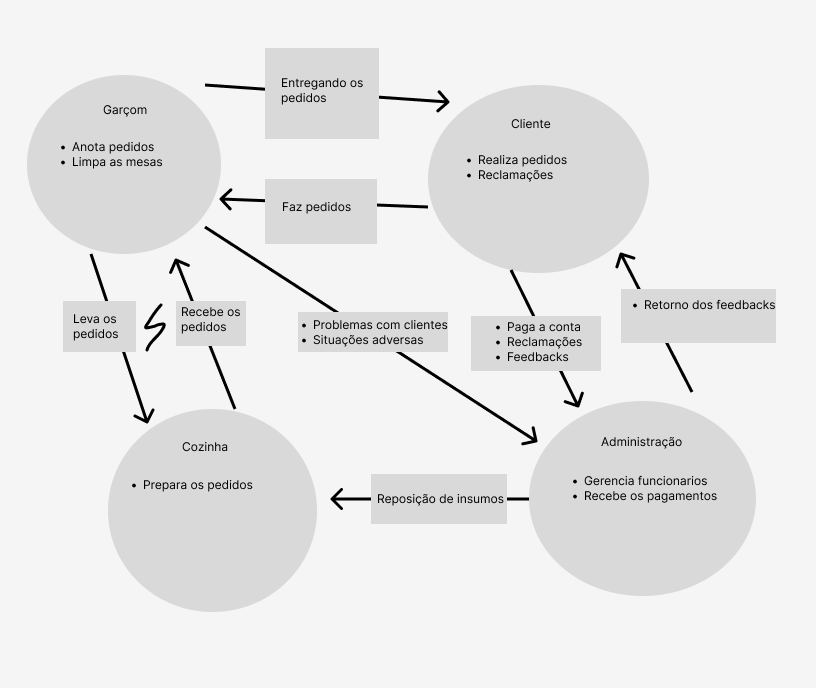 Garçom
• Anota pedidos
• Limpa as mesas
Entregando os
pedidos
Cliente
• Realiza pedidos
• Reclamações
Faz pedidos
Leva os
pedidos
Recebe os
pedidos
• Problemas com clientes
• Situações adversas
• Paga a conta
• Reclamações
• Feedbacks
• Retorno dos feedbacks
Cozinha
• Prepara os pedidos
Reposição de insumos
Administração
• Gerencia funcionarios
• Recebe os pagamentos